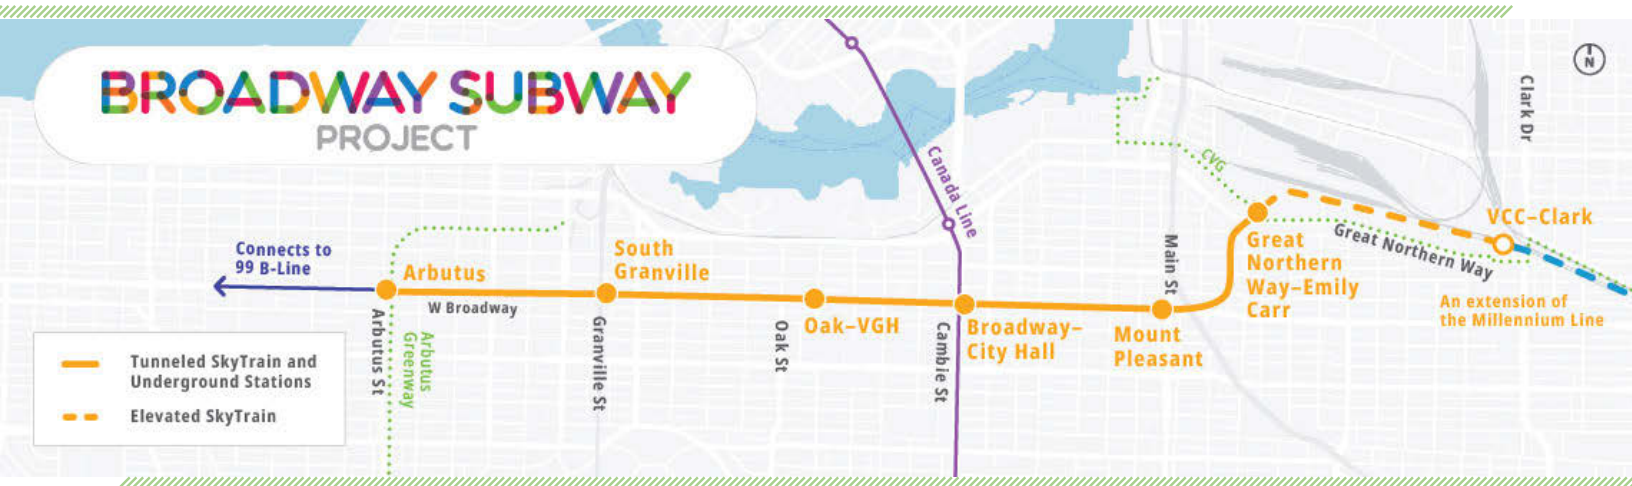 BROADWAY SUBWAY
PROJECT
N
Clark Dr
CVG
Canada Line
VCC–Clark
Great Northern Way
An extension of
the Millennium Line
Connects to
99 B-Line
Arbutus
South
Granville
W Broadway
Oak–VGH
Broadway–
City Hall
Mount
Pleasant
Great
Northern
Way–Emily
Carr
Main St
Arbutus St
Arbutus
Greenway
Granville St
Oak St
Cambie St
Tunneled SkyTrain and
Underground Stations
Elevated SkyTrain